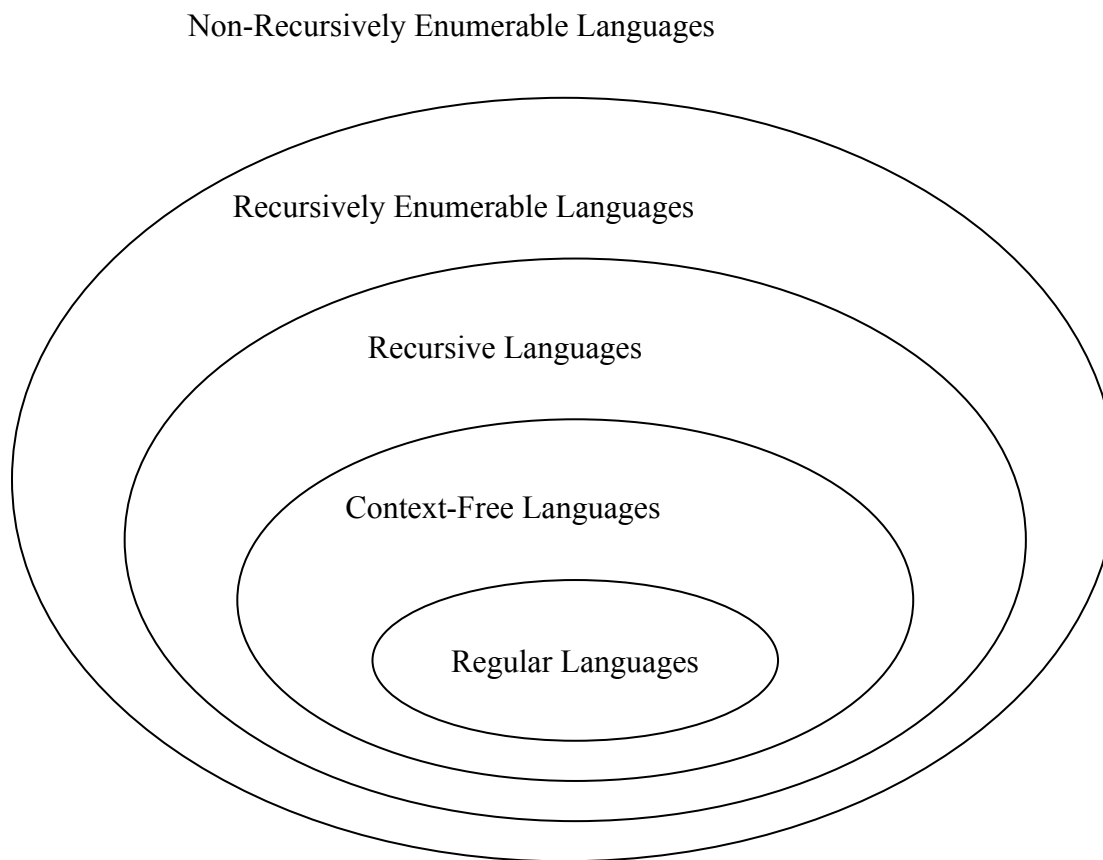 Non-Recursively Enumerable Languages
Recursively Enumerable Languages
Recursive Languages
Context-Free Languages
Regular Languages